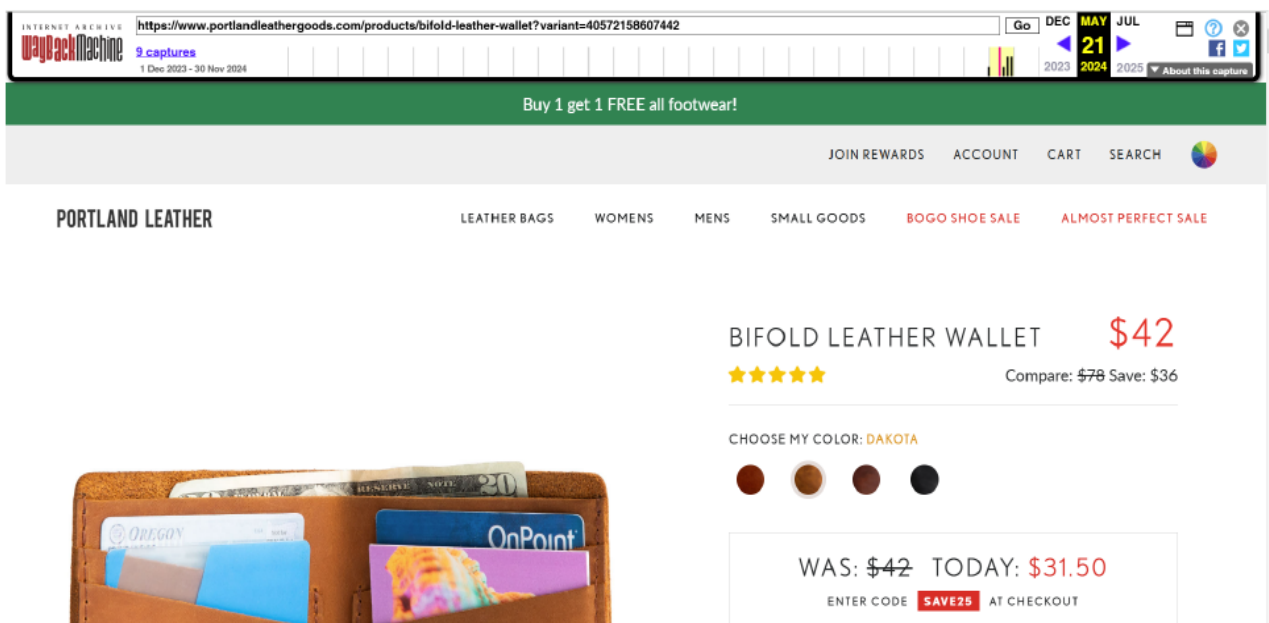 INTERNET ARCHIVE
WayBackMachine
https://www.portlandleathergoods.com/products/bifold-leather-wallet?variant=40572158607442
Go
DEC MAY JUL
9 captures
21
1 Dec 2023 - 30 Nov 2024
2023 2024 2025
About this capture
Buy 1 get 1 FREE all footwear!
JOIN REWARDS ACCOUNT CART SEARCH
PORTLAND LEATHER
LEATHER BAGS WOMENS MENS SMALL GOODS BOGO SHOE SALE ALMOST PERFECT SALE
BIFOLD LEATHER WALLET $42
Compare: $78 Save: $36
CHOOSE MY COLOR: DAKOTA
20 RESERVE NOTE 20
OREGON
OnPoint
WAS: $42 TODAY: $31.50
ENTER CODE SAVE25 AT CHECKOUT